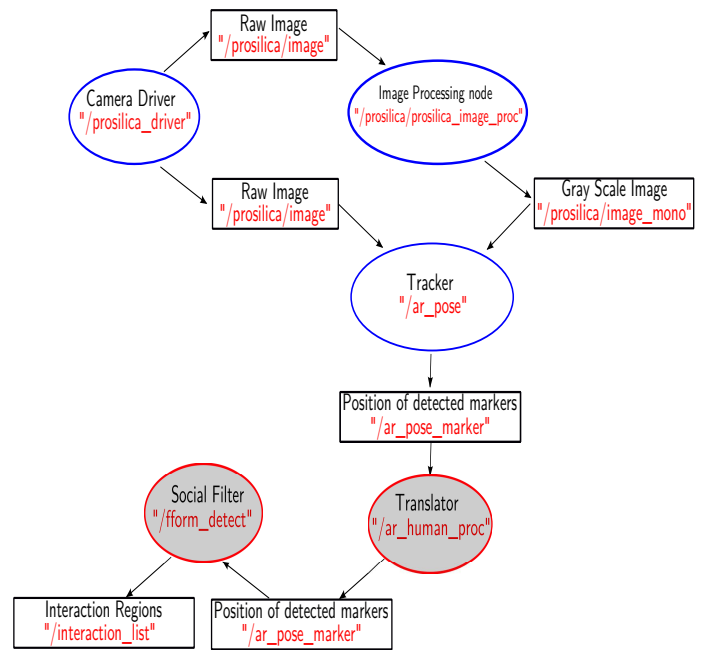 Raw Image
"/prosilica/image"
Camera Driver
"/prosilica_driver"
Image Processing node
"/prosilica/prosilica_image_proc"
Raw Image
"/prosilica/image"
Gray Scale Image
"/prosilica/image_mono"
Tracker
"/ar_pose"
Position of detected markers
"/ar_pose_marker"
Social Filter
"/fform_detect"
Translator
"/ar_human_proc"
Interaction Regions
"/interaction_list"
Position of detected markers
"/ar_pose_marker"